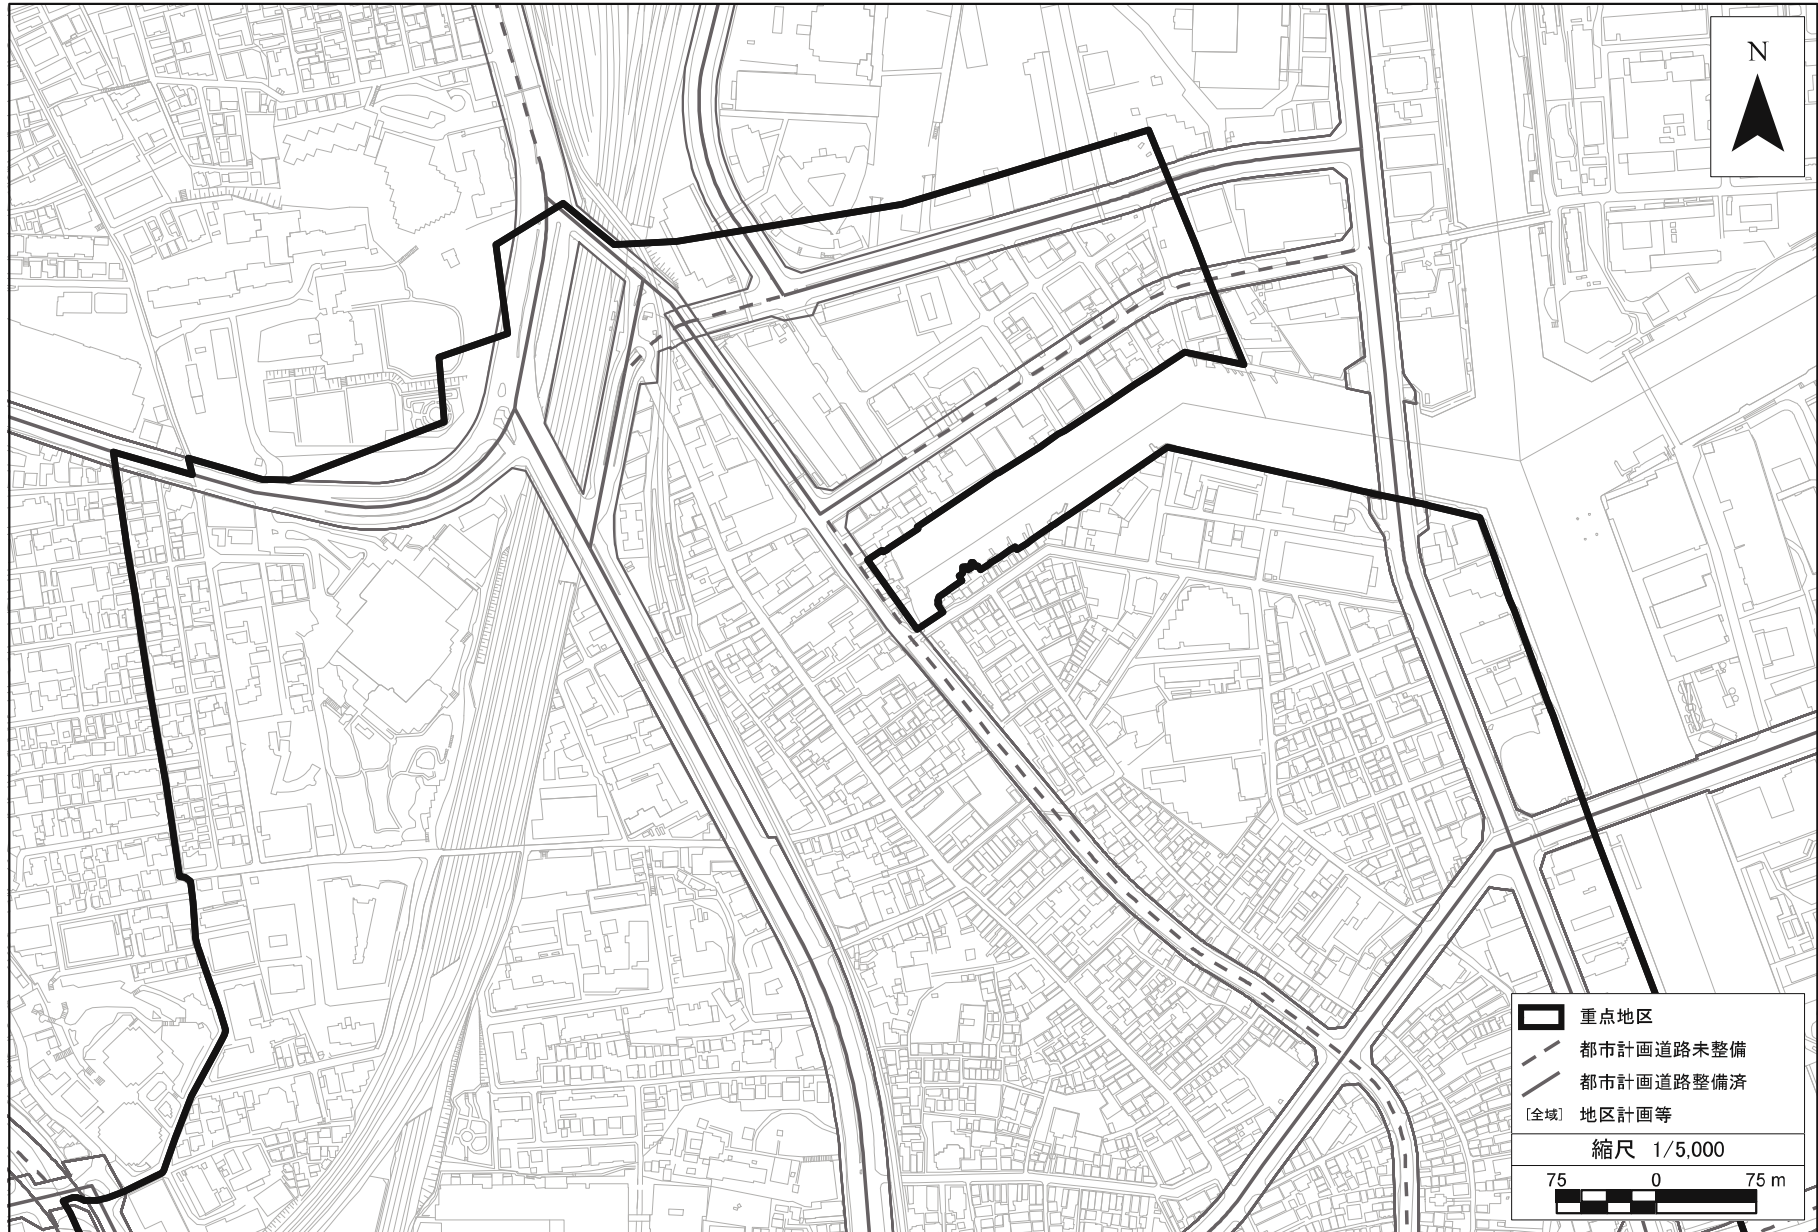 N
重点地区
都市計画道路未整備
都市計画道路整備済
[全域] 地区計画等
縮尺 1/5,000
75 0 75 m